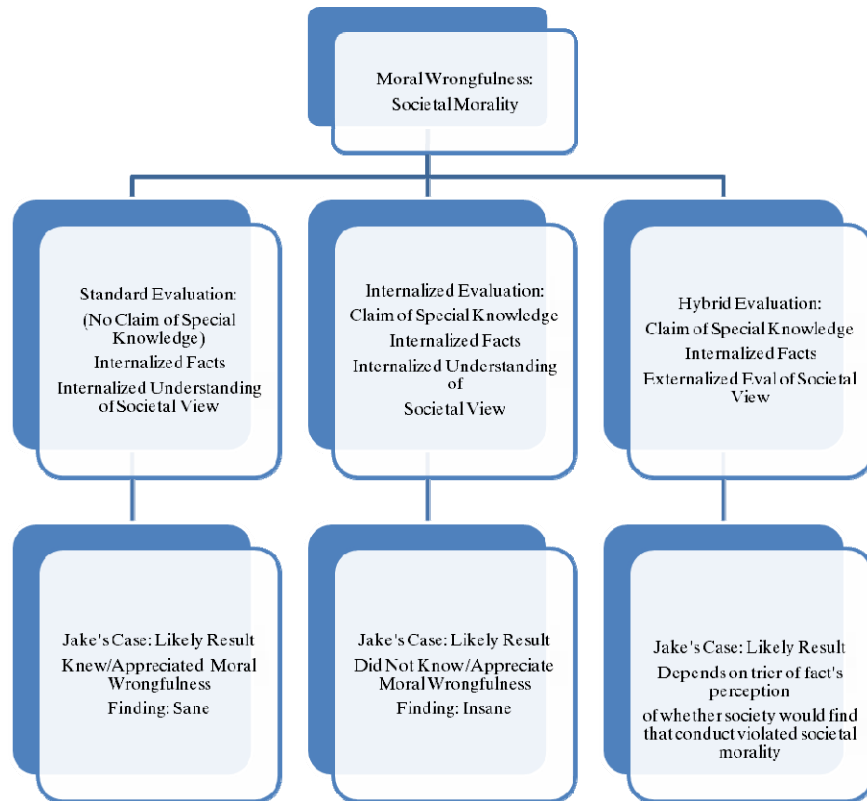 Moral Wrongfulness:
Societal Morality
Standard Evaluation:
(No Claim of Special
Knowledge)
Internalized Facts
Internalized Understanding
of Societal View
Internalized Evaluation:
Claim of Special Knowledge
Internalized Facts
Internalized Understanding
of
Societal View
Hybrid Evaluation:
Claim of Special Knowledge
Internalized Facts
Externalized Eval of Societal
View
Jake's Case: Likely Result
Knew/Appreciated Moral
Wrongfulness
Finding: Sane
Jake's Case: Likely Result
Did Not Know/Appreciate
Moral Wrongfulness
Finding: Insane
Jake's Case: Likely Result
Depends on trier of fact's
perception
of whether society would find
that conduct violated societal
morality